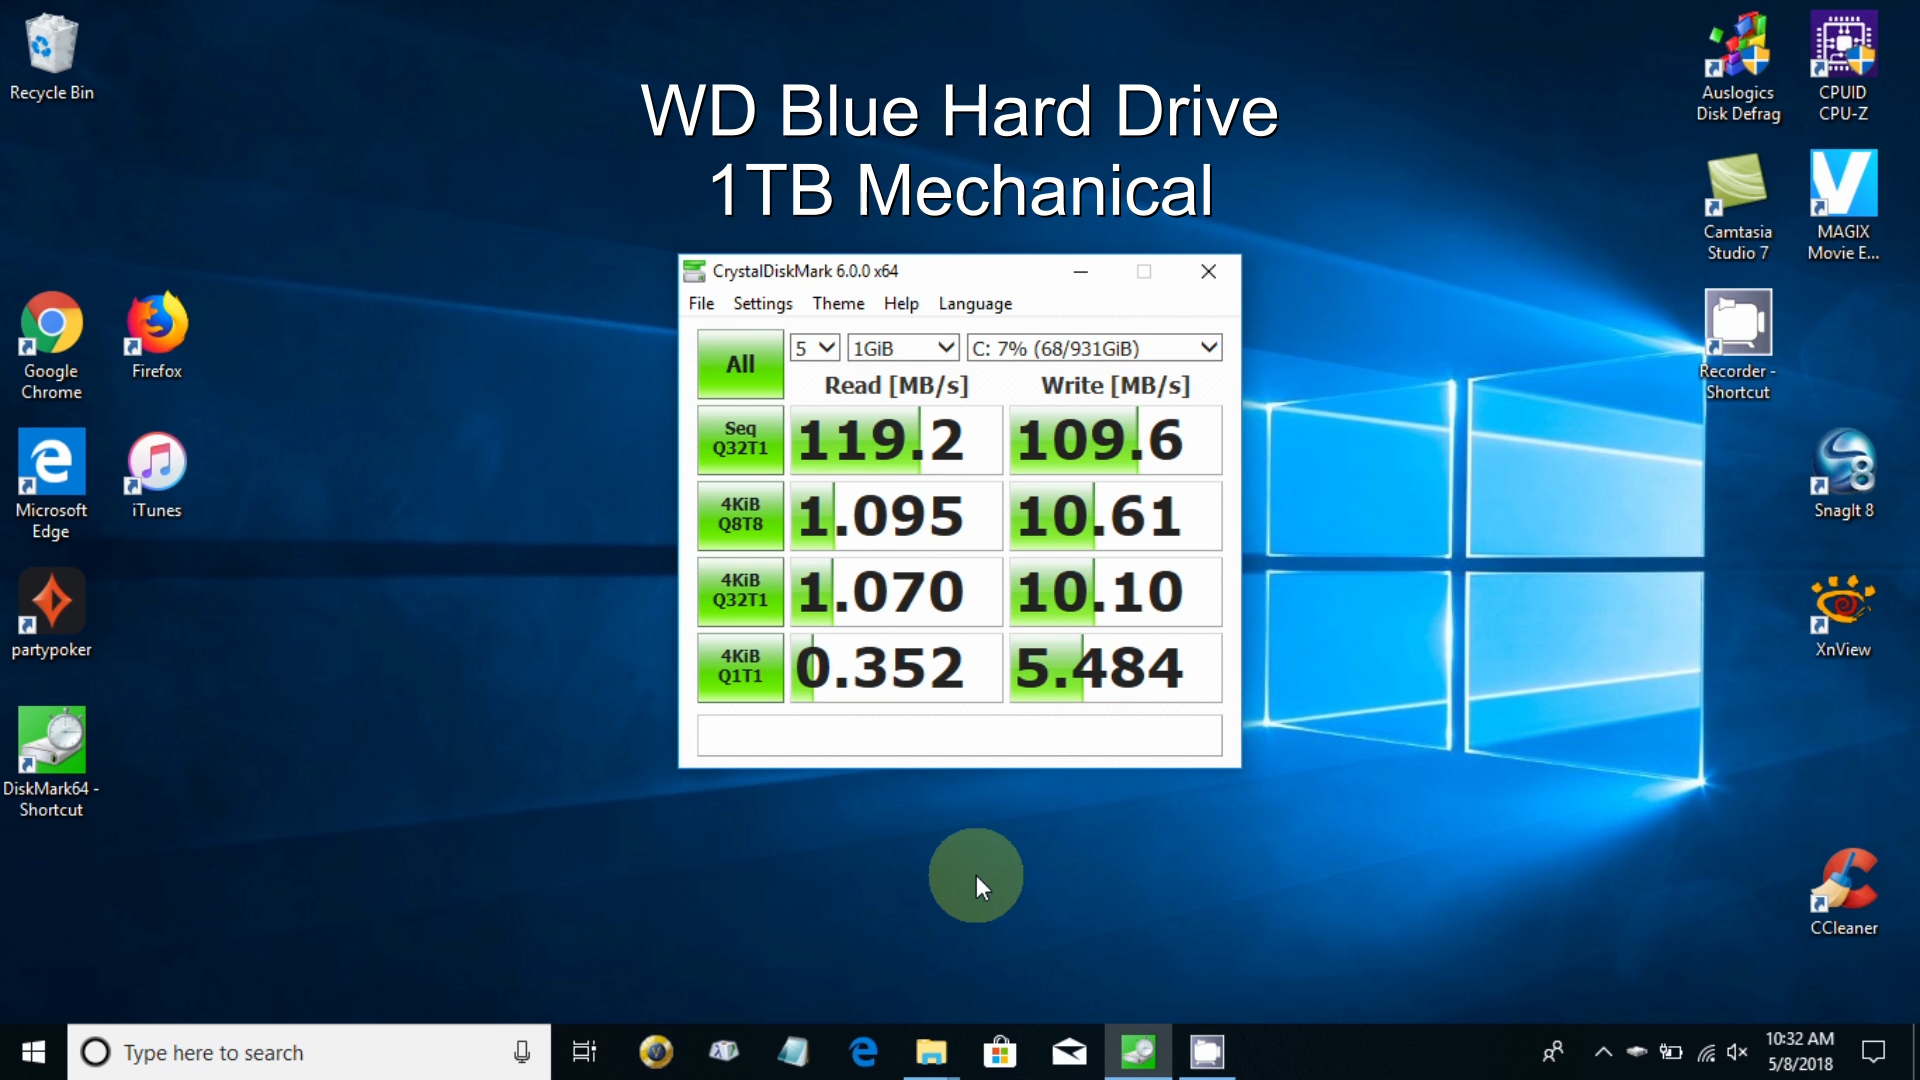 WD Blue Hard Drive
1TB Mechanical
Recycle Bin
Google
Chrome
Firefox
Microsoft
Edge
iTunes
partypoker
DiskMark64 -
Shortcut
CrystalDiskMark 6.0.0 x64
File Settings Theme Help Language
All 5 1GiB C: 7% (68/931GiB)
Read [MB/s] Write [MB/s]
Seq
Q32T1
119.2 109.6
4KiB
Q8T8
1.095 10.61
4KiB
Q32T1
1.070 10.10
4KiB
Q1T1
0.352 5.484
Auslogics
Disk Defrag
CPUID
CPU-Z
Camtasia
Studio 7
MAGIX
Movie E...
Recorder -
Shortcut
SnagIt 8
XnView
CCleaner
Type here to search
10:32 AM
5/8/2018